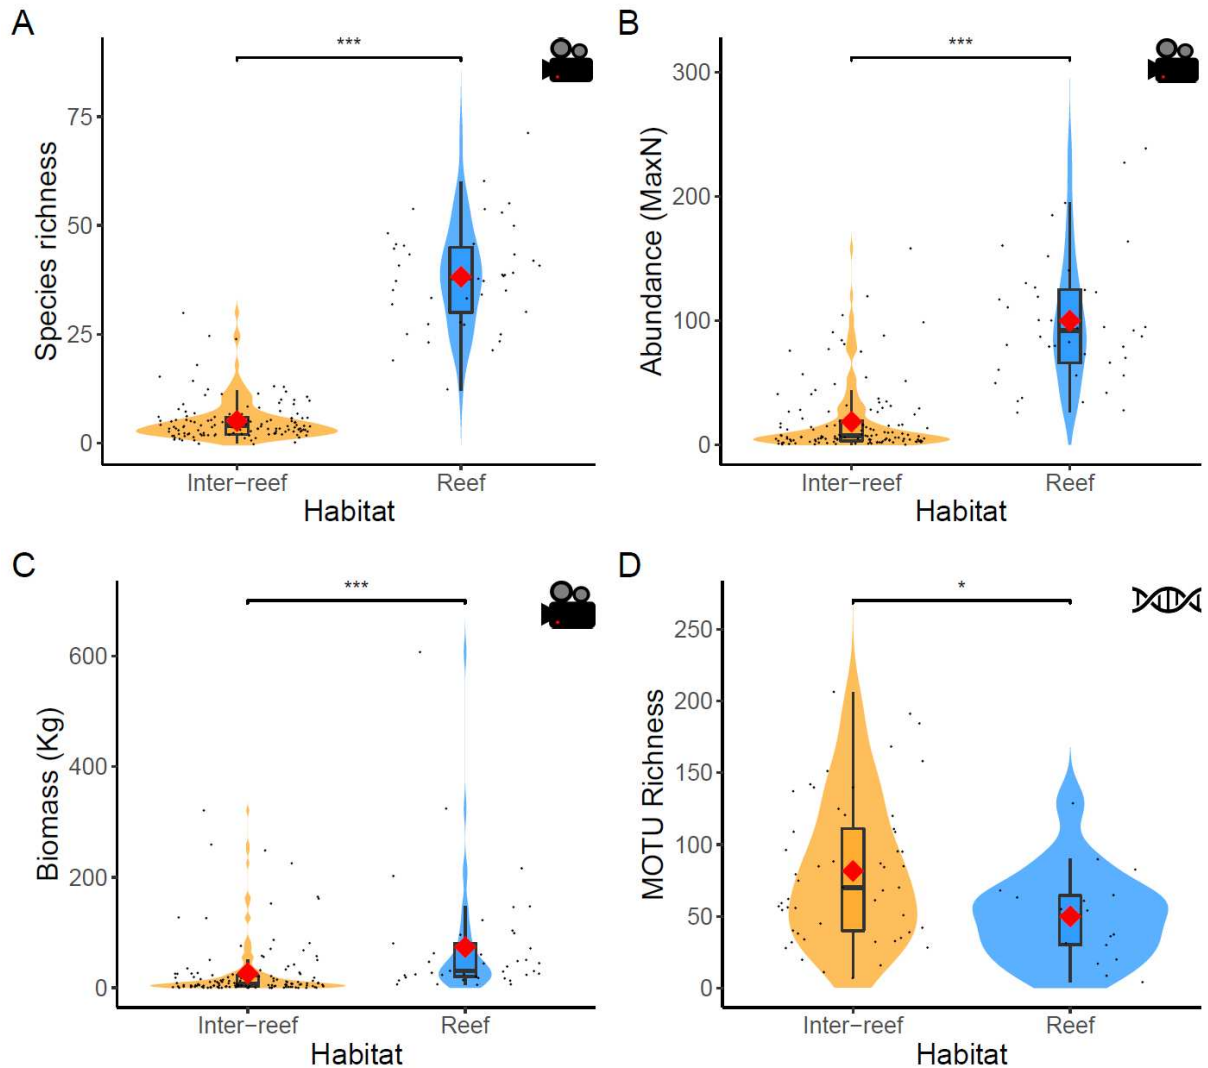 A
***
Species richness
75
50
25
0
Inter−reef
Reef
Habitat
B
***
Abundance (MaxN)
300
200
100
0
Inter−reef
Reef
Habitat
C
***
Biomass (Kg)
600
400
200
0
Inter−reef
Reef
Habitat
D
*
MOTU Richness
250
200
150
100
50
0
Inter−reef
Reef
Habitat